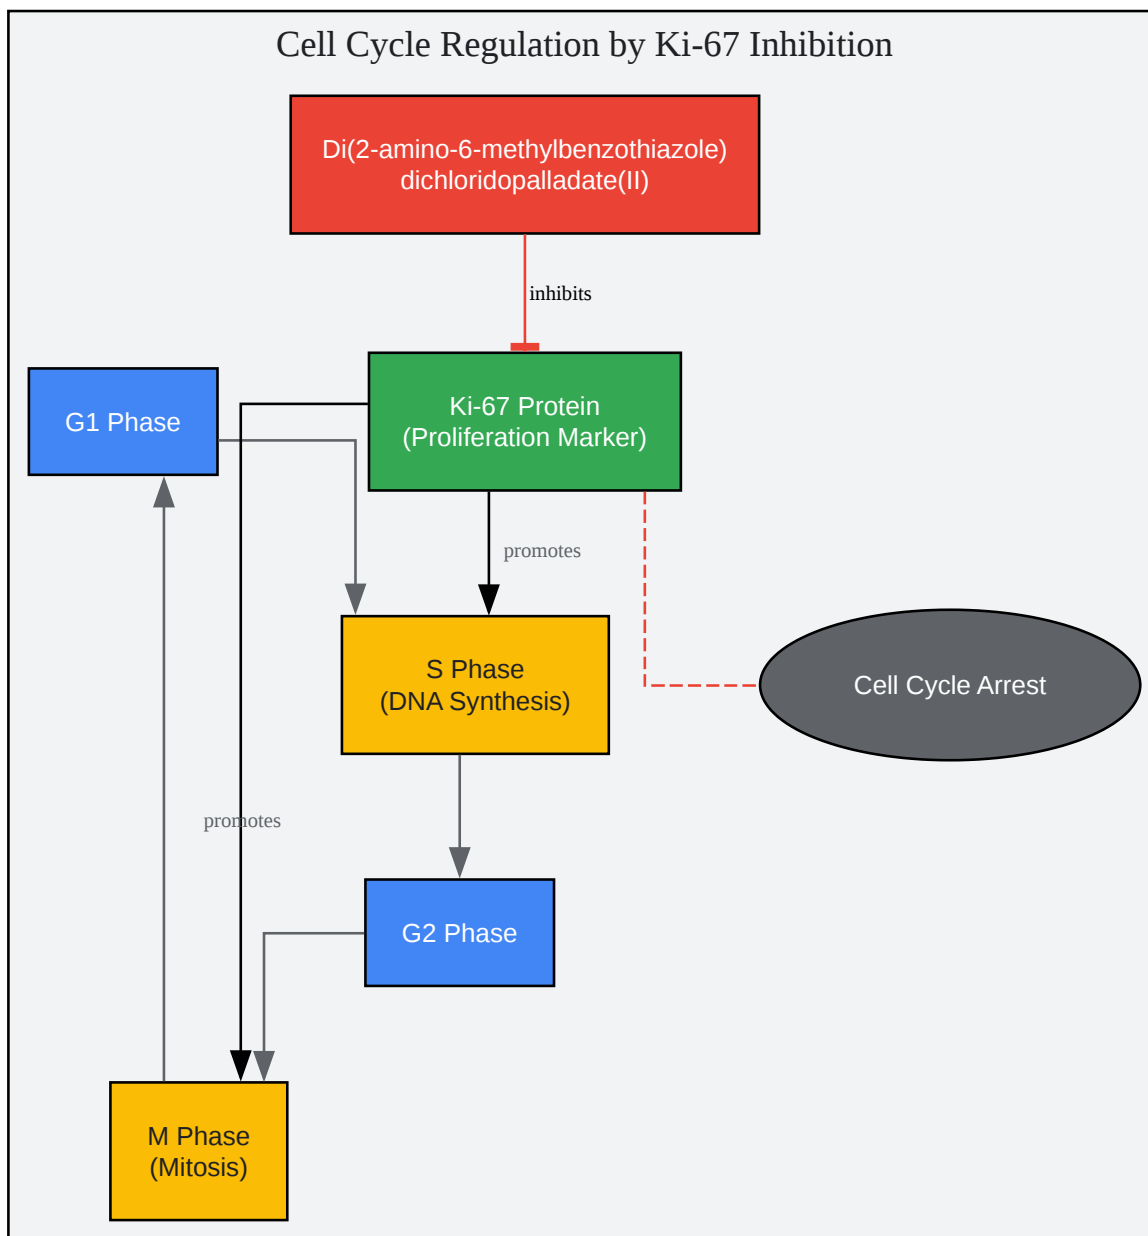 Cell Cycle Regulation by Ki-67 Inhibition
Di(2-amino-6-methylbenzothiazole)
dichloridopalladate(II)
inhibits
G1 Phase
Ki-67 Protein
(Proliferation Marker)
promotes
S Phase
(DNA Synthesis)
Cell Cycle Arrest
promotes
G2 Phase
M Phase
(Mitosis)